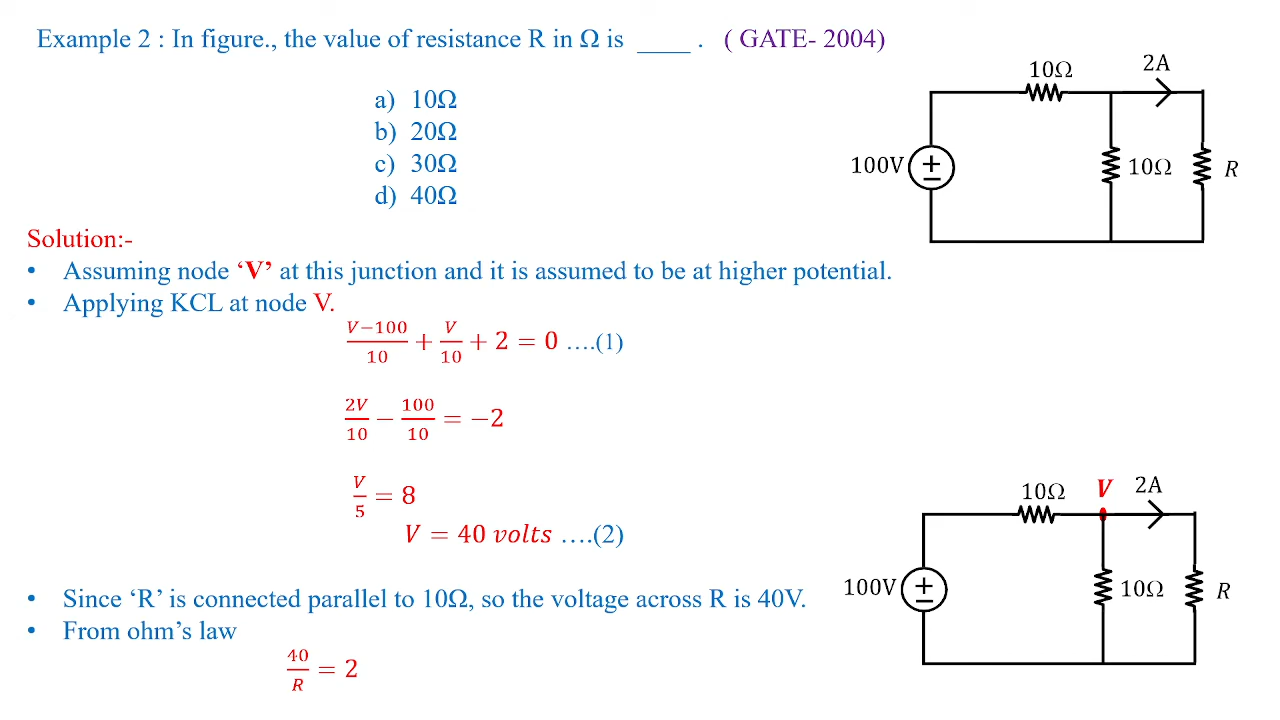 Example 2 : In figure., the value of resistance R in Ω is ____ . ( GATE- 2004)
a) 10Ω
b) 20Ω
c) 30Ω
d) 40Ω
10Ω
2A
100V
10Ω
R
Solution:-
• Assuming node ‘V’ at this junction and it is assumed to be at higher potential.
• Applying KCL at node V.
V−100/10 + V/10 + 2 = 0 ….(1)
2V/10 − 100/10 = −2
V/5 = 8
V = 40 volts ….(2)
10Ω
V
2A
100V
10Ω
R
• Since ‘R’ is connected parallel to 10Ω, so the voltage across R is 40V.
• From ohm’s law
40/R = 2